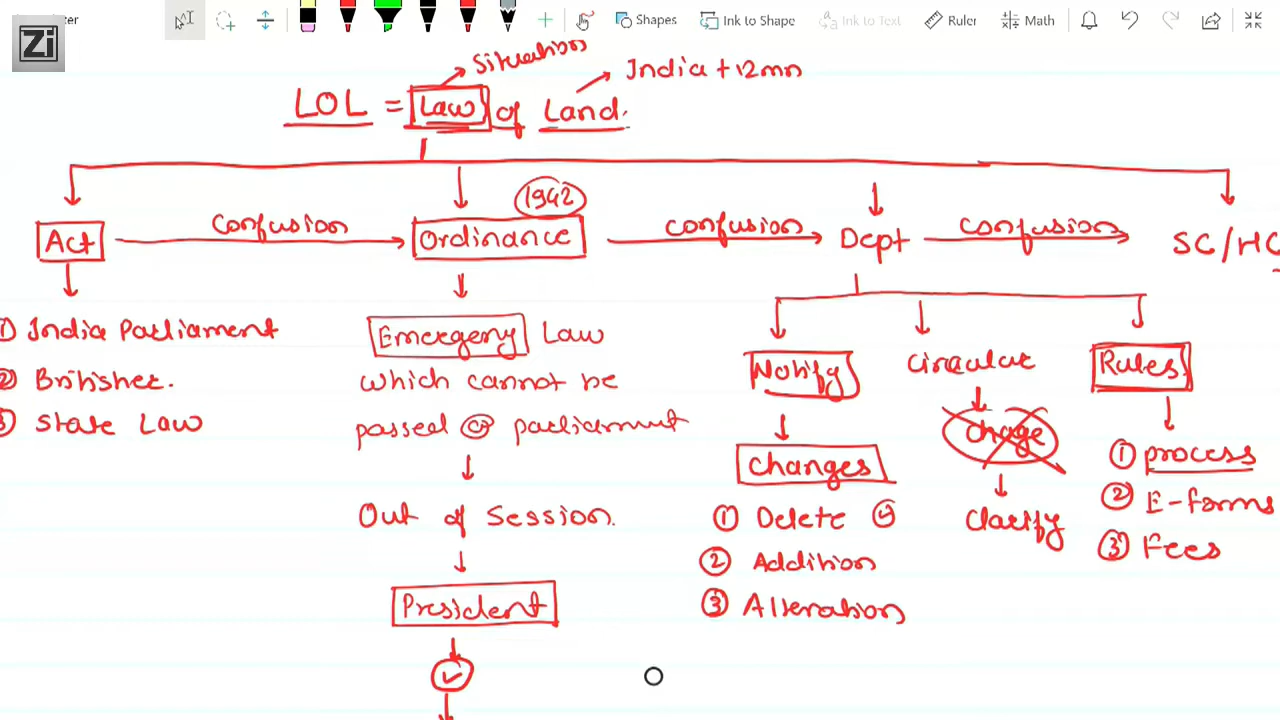 Zi
Shapes
Ink to Shape
Ink to Text
Ruler
Math
Situation
India + 12mn
LOL = Law of Land.
1942
Act
confusion
Ordinance
confusion
Dept
confusion
SC/HC
① India Parliament
② Britisher.
③ State Law
Emergeny Law
which cannot be
passed @ parliament
Out of Session.
President
Notify
Changes
① Delete
② Addition
③ Alteration
circular
chage
clarify
Rules
① process
② E-forms
③ Fees